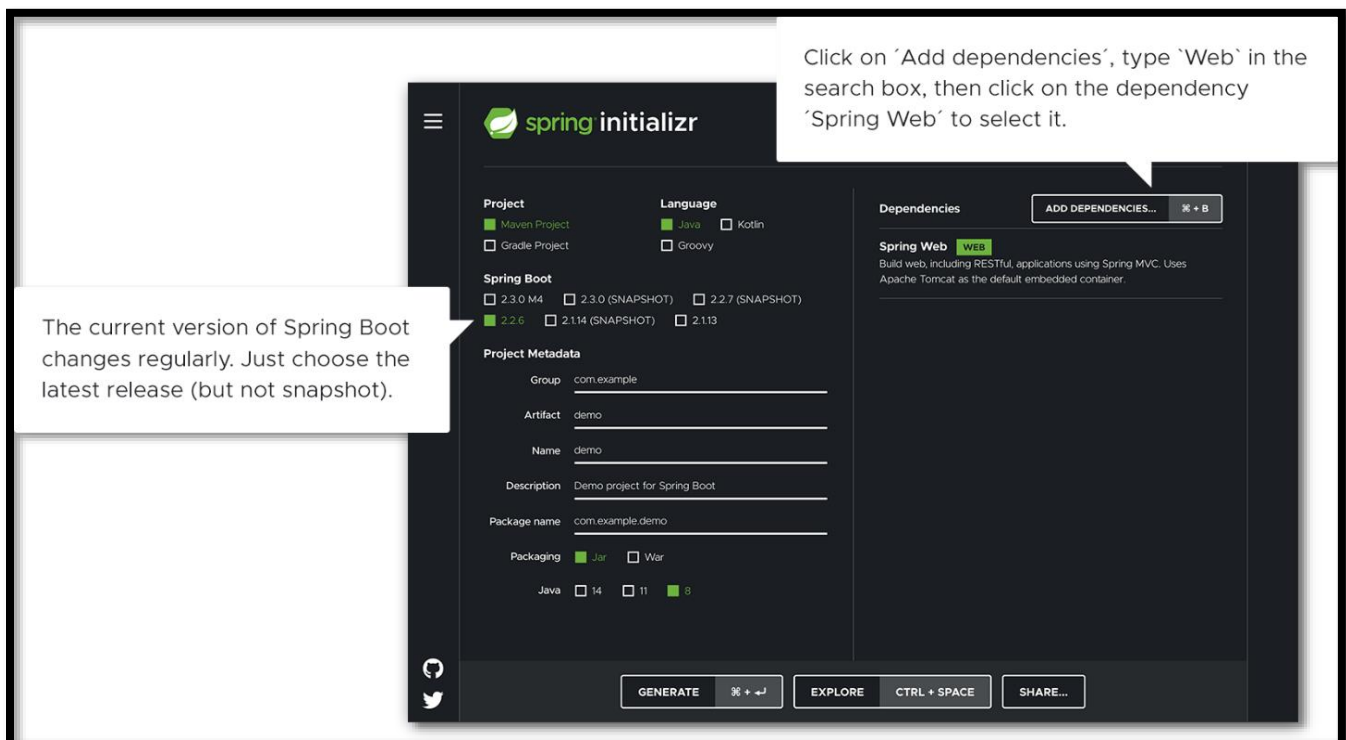 Click on ´Add dependencies´, type `Web` in the
search box, then click on the dependency
´Spring Web´ to select it.
spring initializr
Project
Maven Project
Gradle Project
Language
Java Kotlin
Groovy
Spring Boot
2.3.0 M4 2.3.0 (SNAPSHOT) 2.2.7 (SNAPSHOT)
2.2.6 2.1.14 (SNAPSHOT) 2.1.13
The current version of Spring Boot
changes regularly. Just choose the
latest release (but not snapshot).
Project Metadata
Group com.example
Artifact demo
Name demo
Description Demo project for Spring Boot
Package name com.example.demo
Packaging Jar War
Java 14 11 8
Dependencies ADD DEPENDENCIES... ⌘ + B
Spring Web WEB
Build web, including RESTful, applications using Spring MVC. Uses
Apache Tomcat as the default embedded container.
GENERATE ⌘ + ↵ EXPLORE CTRL + SPACE SHARE...